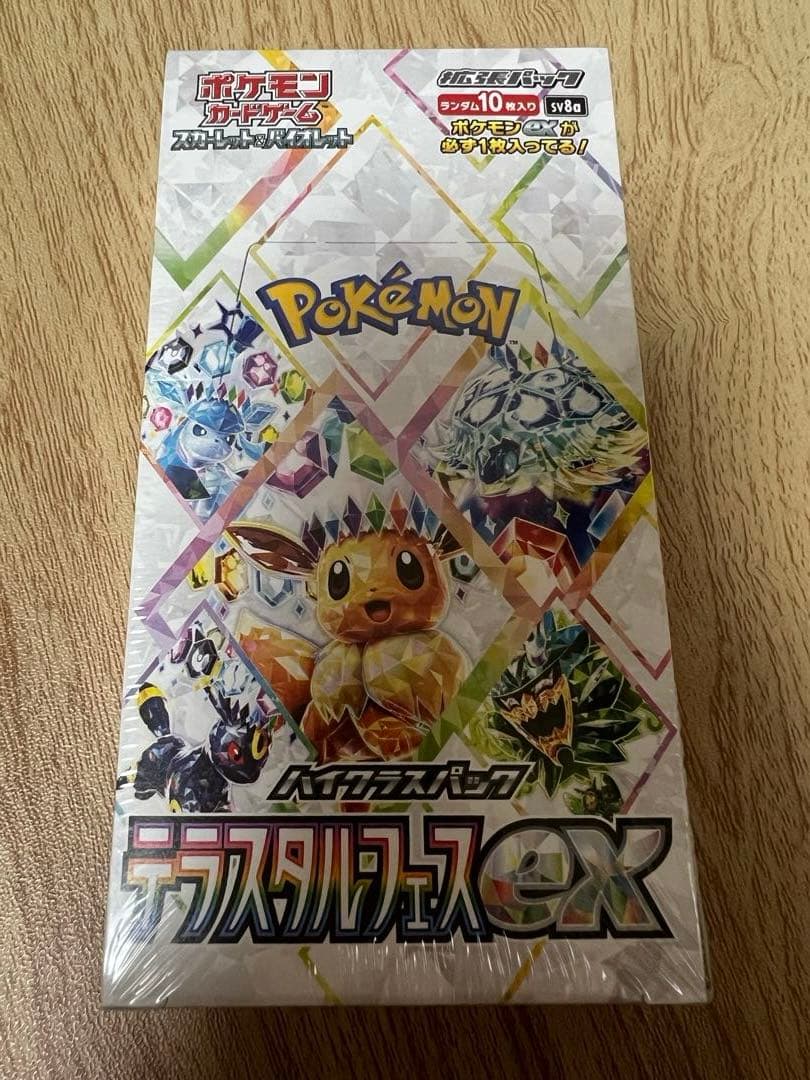 ポケモン
カードゲーム
スカーレット&バイオレット
拡張パック
ランダム10枚入り
sv8a
ポケモンexが
必ず1枚入ってる!
POKéMON
TM
ハイクラスパック
テラスタルフェスex